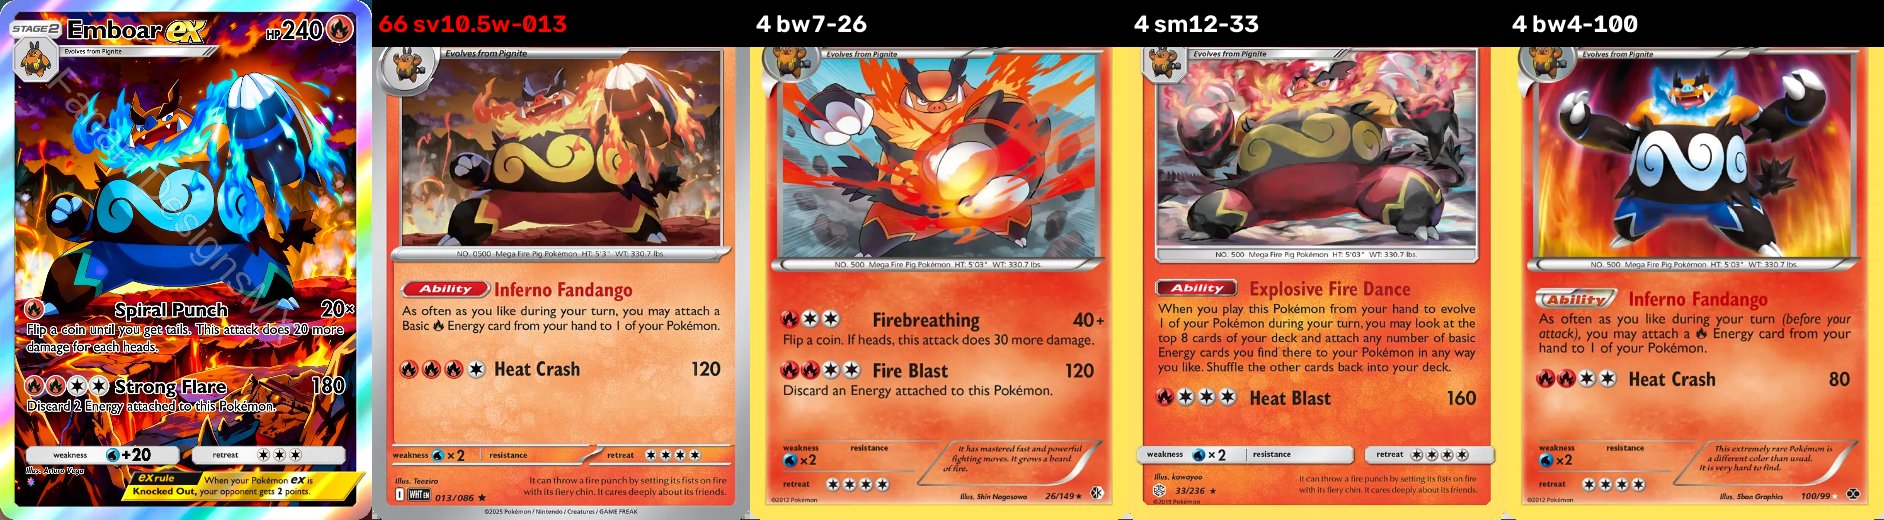 STAGE2 Emboar ex HP240
Evolves from Pignite
Spiral Punch 20×
Flip a coin until you get tails. This attack does 20 more
damage for each heads.
Strong Flare 180
Discard 2 Energy attached to this Pokémon.
weakness +20 retreat
Illus. Arturo Vega
ex rule When your Pokémon ex is
Knocked Out, your opponent gets 2 points.
66 sv10.5w-013
Evolves from Pignite
NO. 0500 Mega Fire Pig Pokémon HT: 5'3" WT: 330.7 lbs.
Ability Inferno Fandango
As often as you like during your turn, you may attach a
Basic Energy card from your hand to 1 of your Pokémon.
Heat Crash 120
weakness ×2 resistance retreat
Illus. Teeziro
It can throw a fire punch by setting its fists on fire
with its fiery chin. It cares deeply about its friends.
I WHT EN 013/086 ★
©2025 Pokémon / Nintendo / Creatures / GAME FREAK
4 bw7-26
Evolves from Pignite
NO. 500 Mega Fire Pig Pokémon HT: 5'03" WT: 330.7 lbs.
Firebreathing 40+
Flip a coin. If heads, this attack does 30 more damage.
Fire Blast 120
Discard an Energy attached to this Pokémon.
weakness resistance
×2
retreat
It has mastered fast and powerful
fighting moves. It grows a beard
of fire.
©2012 Pokémon
Illus. Shin Nagasawa 26/149 ★
4 sm12-33
Evolves from Pignite
NO. 500 Mega Fire Pig Pokémon HT: 5'03" WT: 330.7 lbs.
Ability Explosive Fire Dance
When you play this Pokémon from your hand to evolve
1 of your Pokémon during your turn, you may look at the
top 8 cards of your deck and attach any number of basic
Energy cards you find there to your Pokémon in any way
you like. Shuffle the other cards back into your deck.
Heat Blast 160
weakness ×2 resistance retreat
Illus. kawayoo
33/236 ★
©2019 Pokémon
It can throw a fire punch by setting its fists on fire
with its fiery chin. It cares deeply about its friends.
4 bw4-100
Evolves from Pignite
NO. 500 Mega Fire Pig Pokémon HT: 5'03" WT: 330.7 lbs.
Ability Inferno Fandango
As often as you like during your turn (before your
attack), you may attach a Energy card from your
hand to 1 of your Pokémon.
Heat Crash 80
weakness resistance
×2
retreat
This extremely rare Pokémon is
a different color than usual.
It is very hard to find.
©2012 Pokémon
Illus. 5ban Graphics 100/99 ★